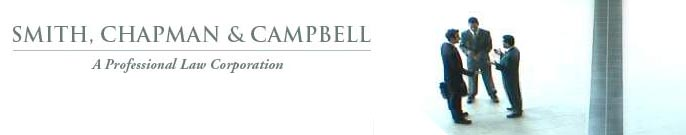 SMITH, CHAPMAN & CAMPBELL
A Professional Law Corporation